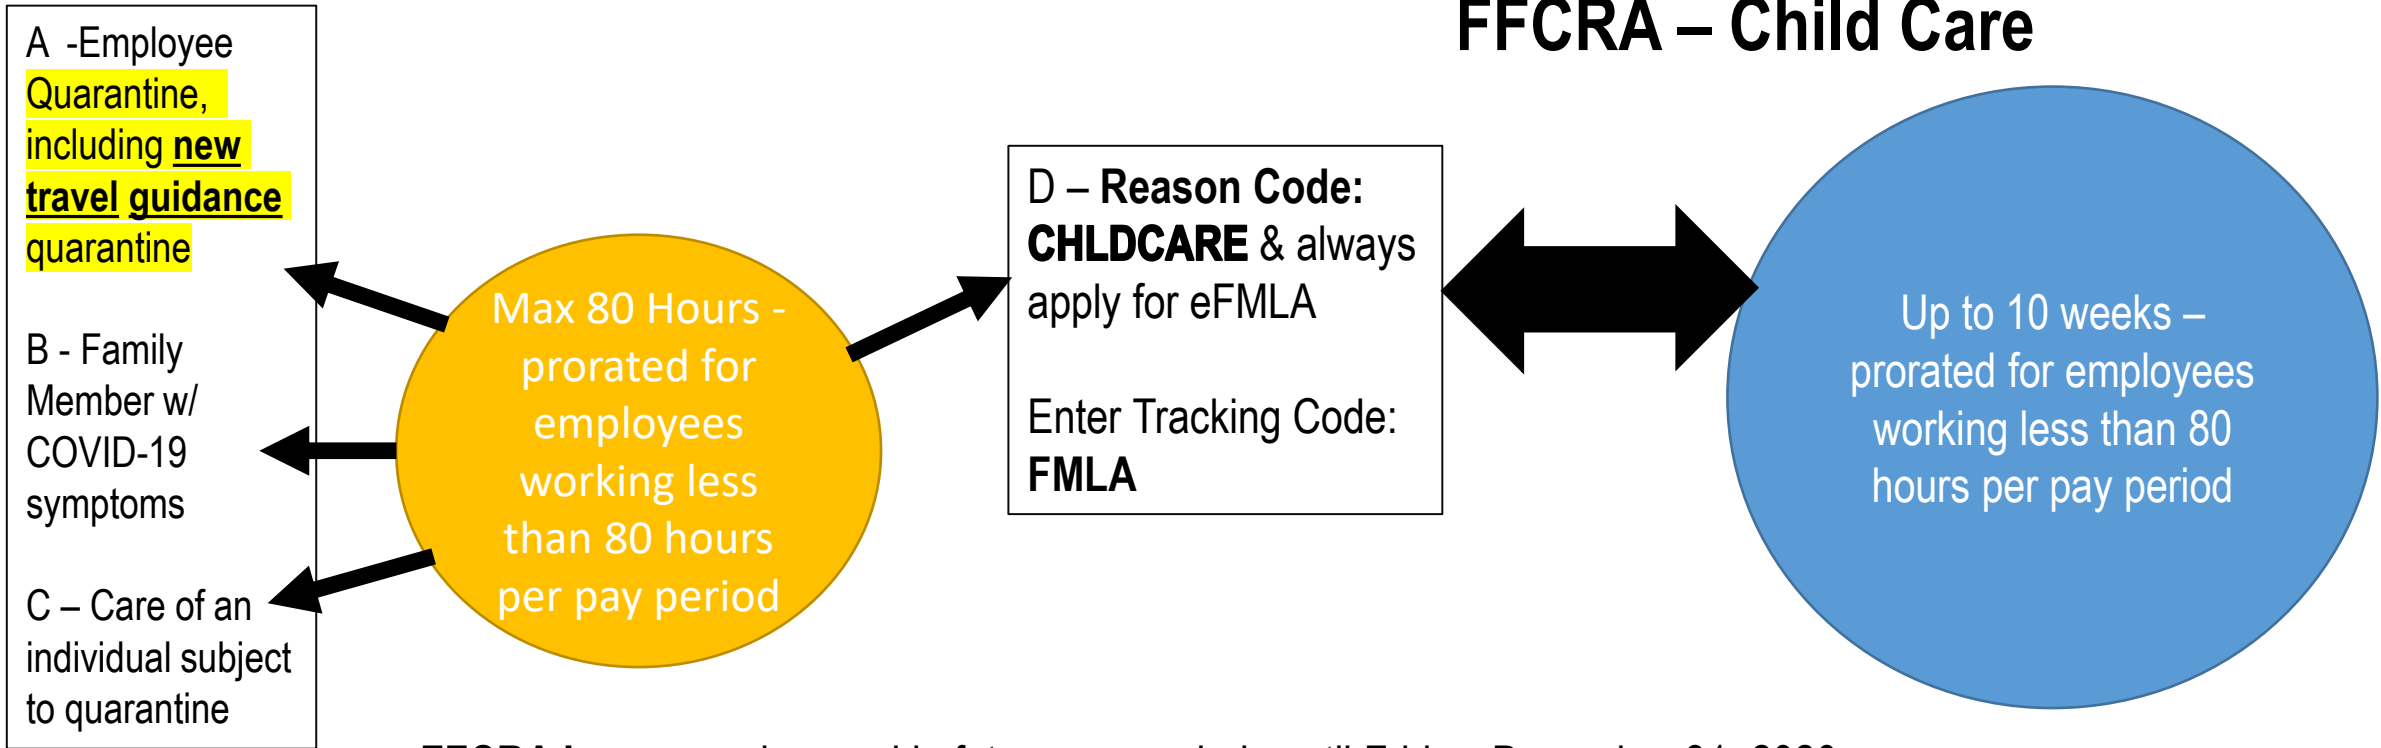 FFCRA – Child Care
A -Employee
Quarantine,
including new
travel guidance
quarantine
B - Family
Member w/
COVID-19
symptoms
C – Care of an
individual subject
to quarantine
Max 80 Hours -
prorated for
employees
working less
than 80 hours
per pay period
D – Reason Code:
CHLDCARE & always
apply for eFMLA
Enter Tracking Code:
FMLA
Up to 10 weeks –
prorated for employees
working less than 80
hours per pay period